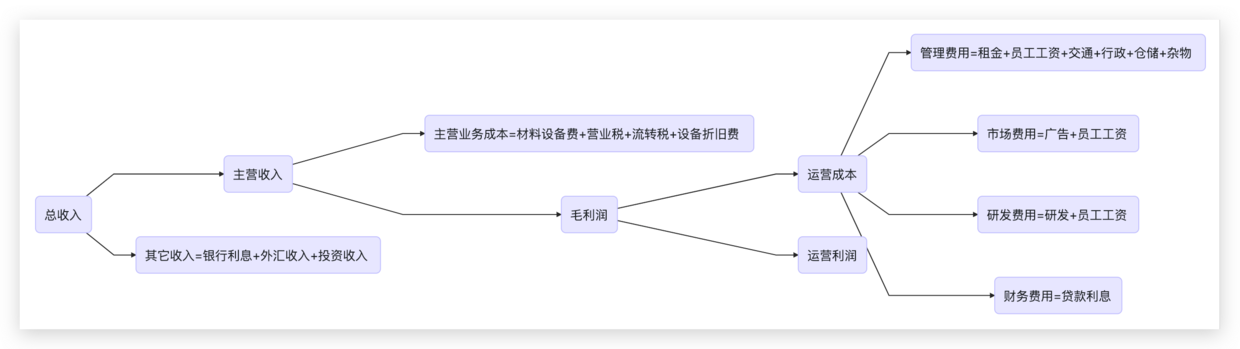 总收入
主营收入
其它收入=银行利息+外汇收入+投资收入
主营业务成本=材料设备费+营业税+流转税+设备折旧费
毛利润
运营成本
运营利润
管理费用=租金+员工工资+交通+行政+仓储+杂物
市场费用=广告+员工工资
研发费用=研发+员工工资
财务费用=贷款利息